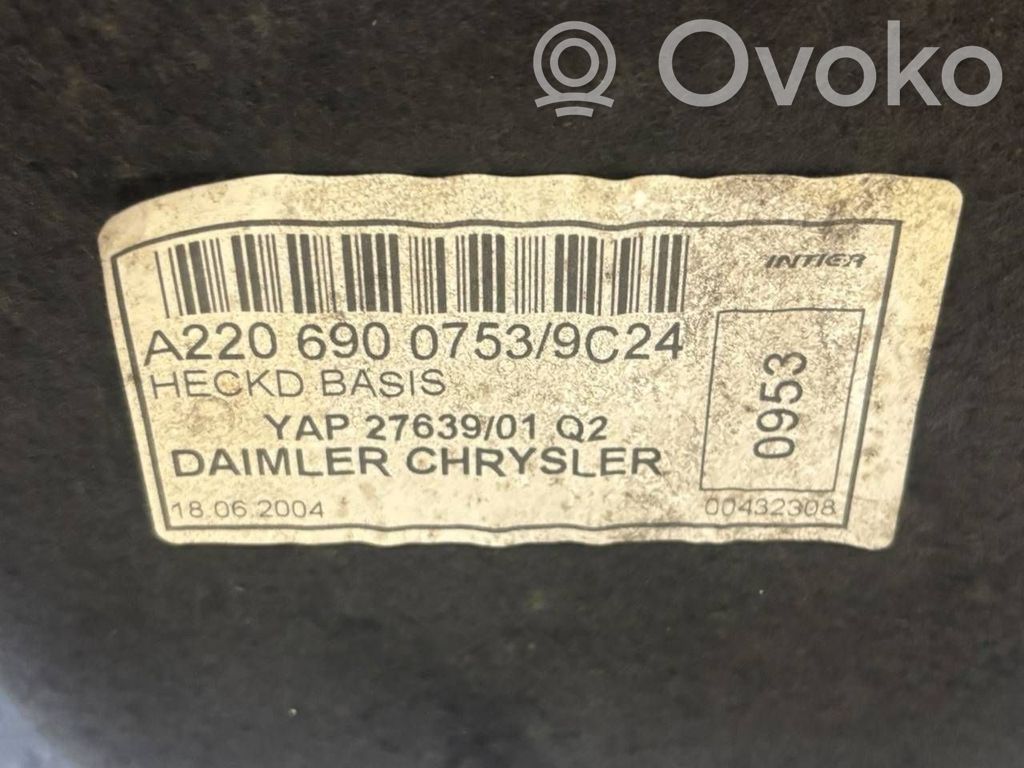 Ovoko
INTIER
A220 690 0753/9C24
HECKD BASIS
YAP 27639/01 Q2
DAIMLER CHRYSLER
0953
18.06.2004
00432308